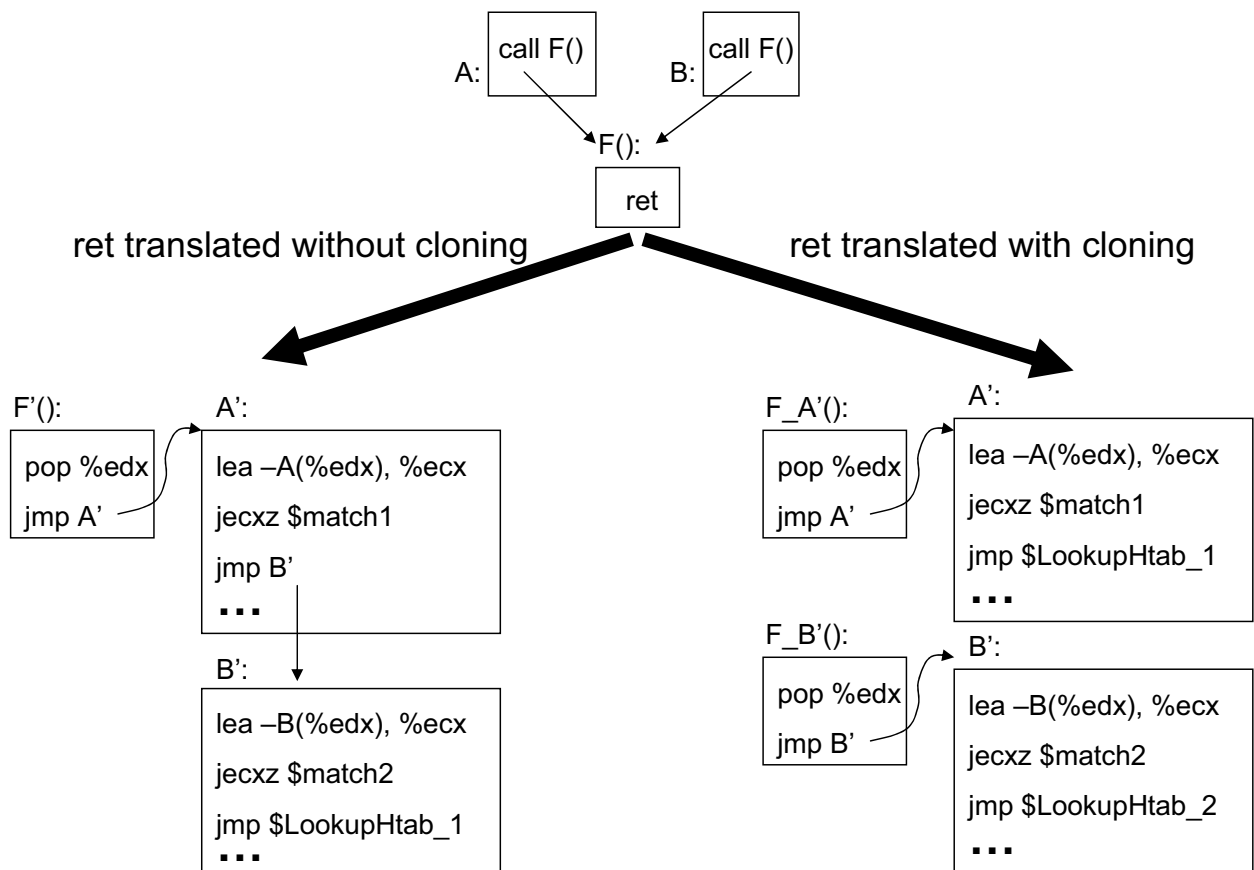 call F()
call F()
A:
B:
F():
ret
ret translated without cloning
ret translated with cloning
F’():
pop %edx
jmp A’
A’:
lea –A(%edx), %ecx
jecxz $match1
jmp B’
...
B’:
lea –B(%edx), %ecx
jecxz $match2
jmp $LookupHtab_1
...
F_A’():
pop %edx
jmp A’
A’:
lea –A(%edx), %ecx
jecxz $match1
jmp $LookupHtab_1
...
F_B’():
pop %edx
jmp B’
B’:
lea –B(%edx), %ecx
jecxz $match2
jmp $LookupHtab_2
...